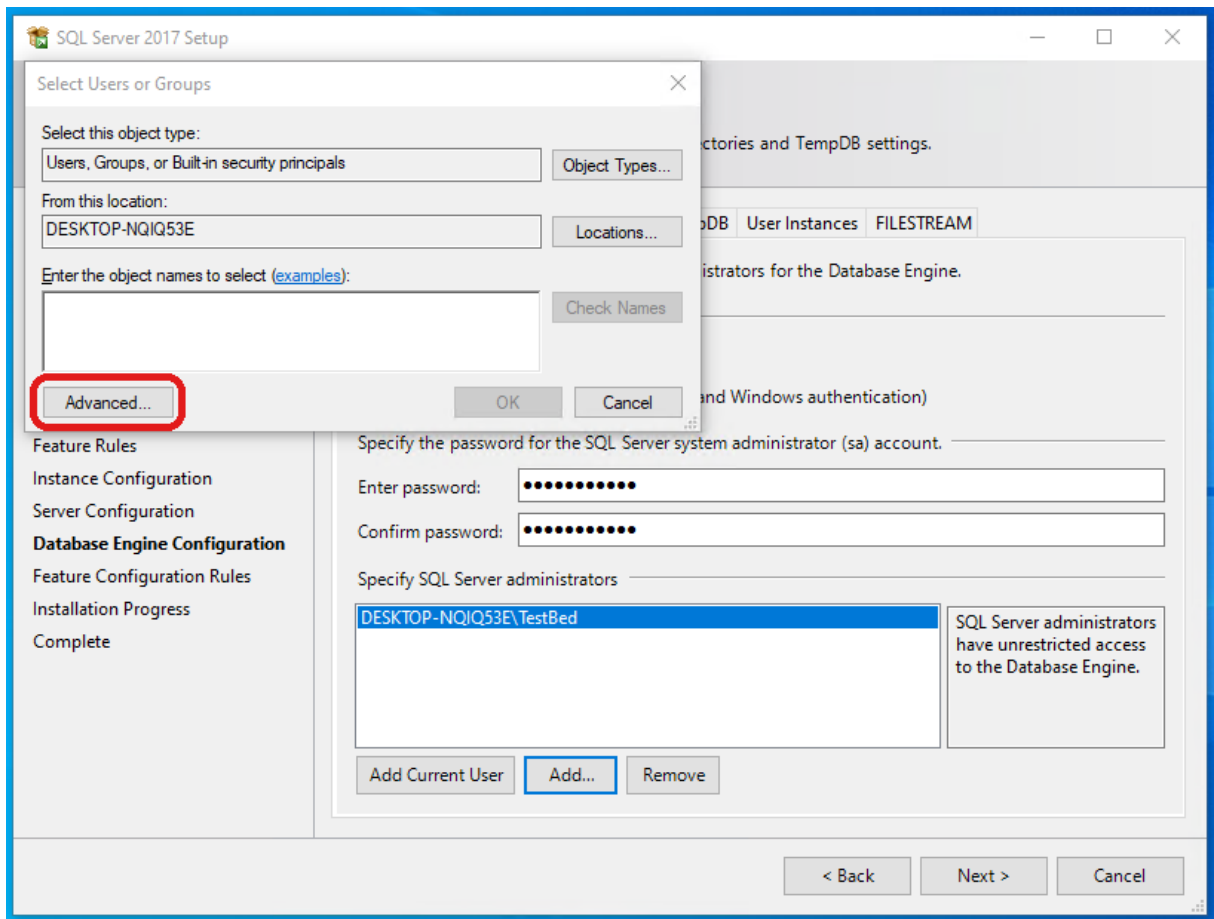 SQL Server 2017 Setup
Select Users or Groups
Select this object type:
Users, Groups, or Built-in security principals
Object Types...
From this location:
DESKTOP-NQIQ53E
Locations...
Enter the object names to select (examples):
Check Names
Advanced...
OK
Cancel
directories and TempDB settings.
User Instances
FILESTREAM
for the Database Engine.
and Windows authentication)
Feature Rules
Instance Configuration
Server Configuration
Database Engine Configuration
Feature Configuration Rules
Installation Progress
Complete
Specify the password for the SQL Server system administrator (sa) account.
Enter password: •••••••••••
Confirm password: •••••••••••
Specify SQL Server administrators
DESKTOP-NQIQ53E\TestBed
SQL Server administrators
have unrestricted access
to the Database Engine.
Add Current User
Add...
Remove
< Back
Next >
Cancel